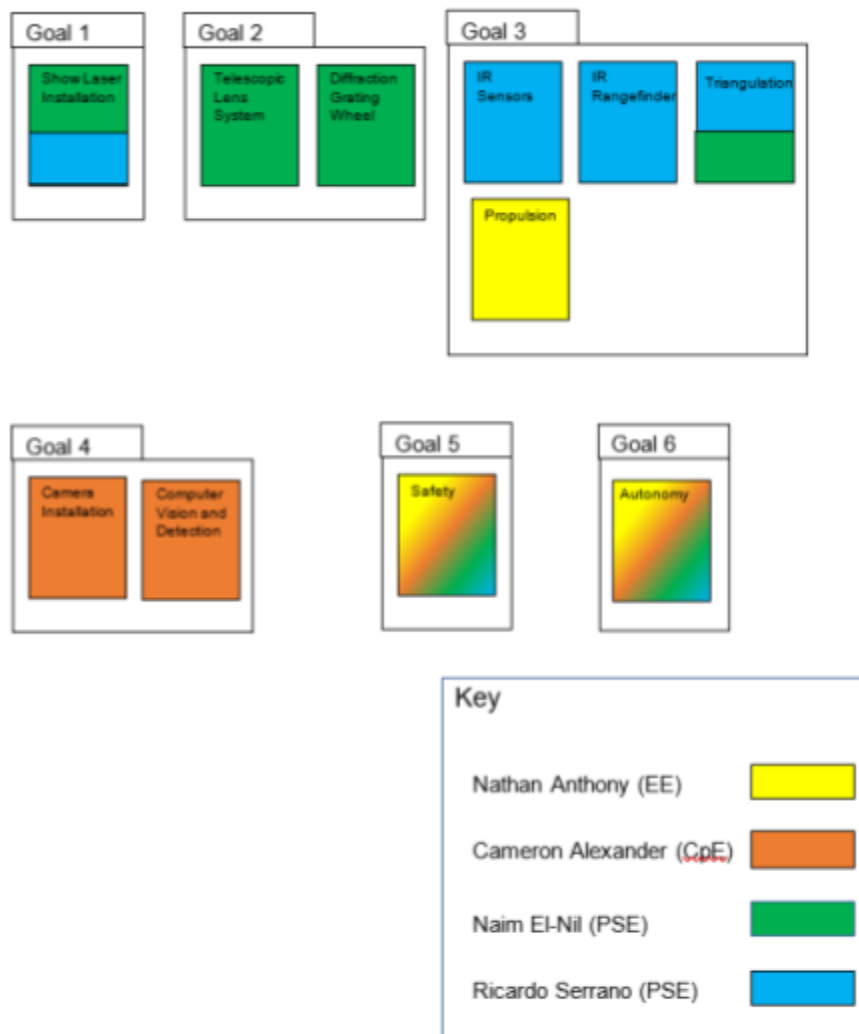 Goal 1
Show Laser
Installation
Goal 2
Telescopic
Lens
System
Diffraction
Grating
Wheel
Goal 3
IR
Sensors
IR
Rangefinder
Triangulation
Propulsion
Goal 4
Camera
Installation
Computer
Vision and
Detection
Goal 5
Safety
Goal 6
Autonomy
Key
Nathan Anthony (EE)
Cameron Alexander (CpE)
Naim El-Nil (PSE)
Ricardo Serrano (PSE)